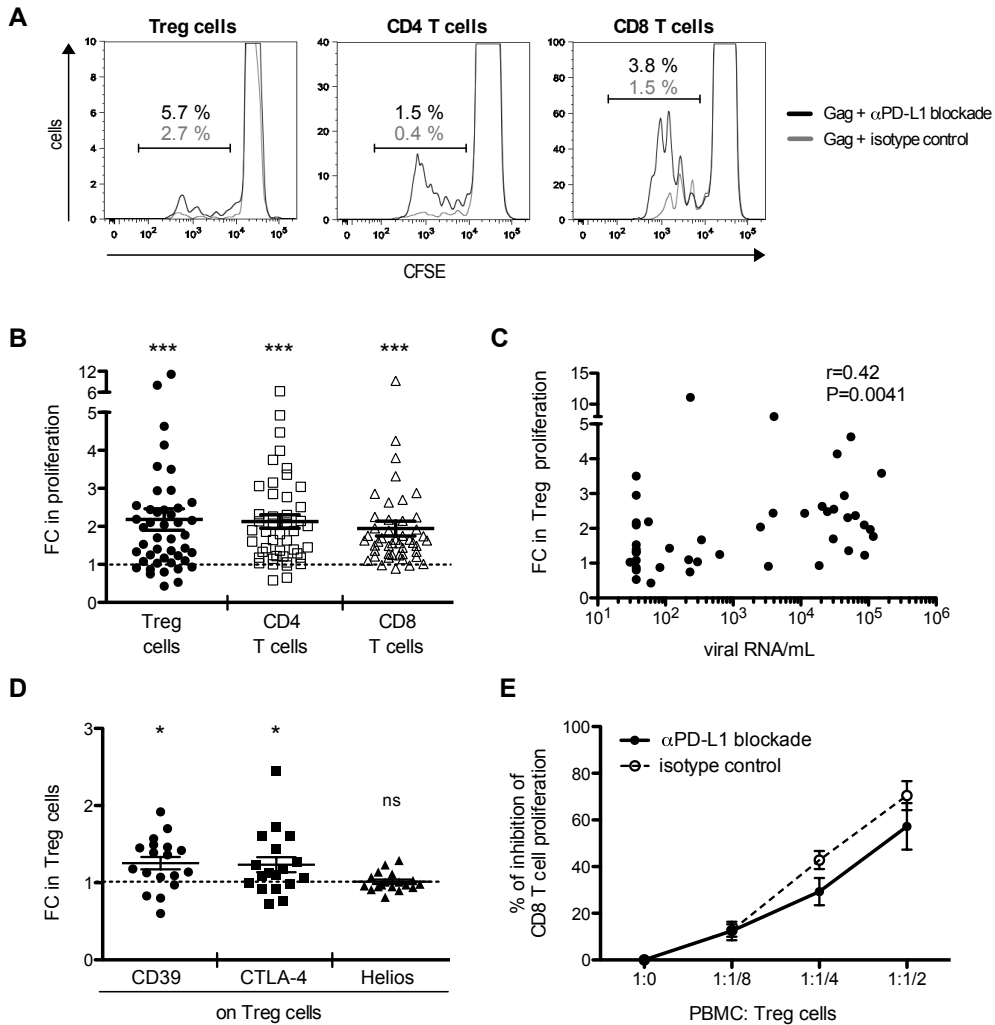 A
Treg cells
CD4 T cells
CD8 T cells
cells
10
8
6
4
2
0
5.7 %
2.7 %
0 10² 10³ 10⁴ 10⁵
40
30
20
10
0
1.5 %
0.4 %
0 10² 10³ 10⁴ 10⁵
100
80
60
40
20
0
3.8 %
1.5 %
0 10² 10³ 10⁴ 10⁵
Gag + αPD-L1 blockade
Gag + isotype control
CFSE
B
FC in proliferation
*** *** ***
12
6
5
4
3
2
1
0
Treg cells
CD4 T cells
CD8 T cells
C
FC in Treg proliferation
15
10
5
4
3
2
1
0
r=0.42
P=0.0041
10¹ 10² 10³ 10⁴ 10⁵ 10⁶
viral RNA/mL
D
FC in Treg cells
3
2
1
0
* * ns
CD39 CTLA-4 Helios
on Treg cells
E
% of inhibition of
CD8 T cell proliferation
100
80
60
40
20
0
αPD-L1 blockade
isotype control
1:0 1:1/8 1:1/4 1:1/2
PBMC: Treg cells